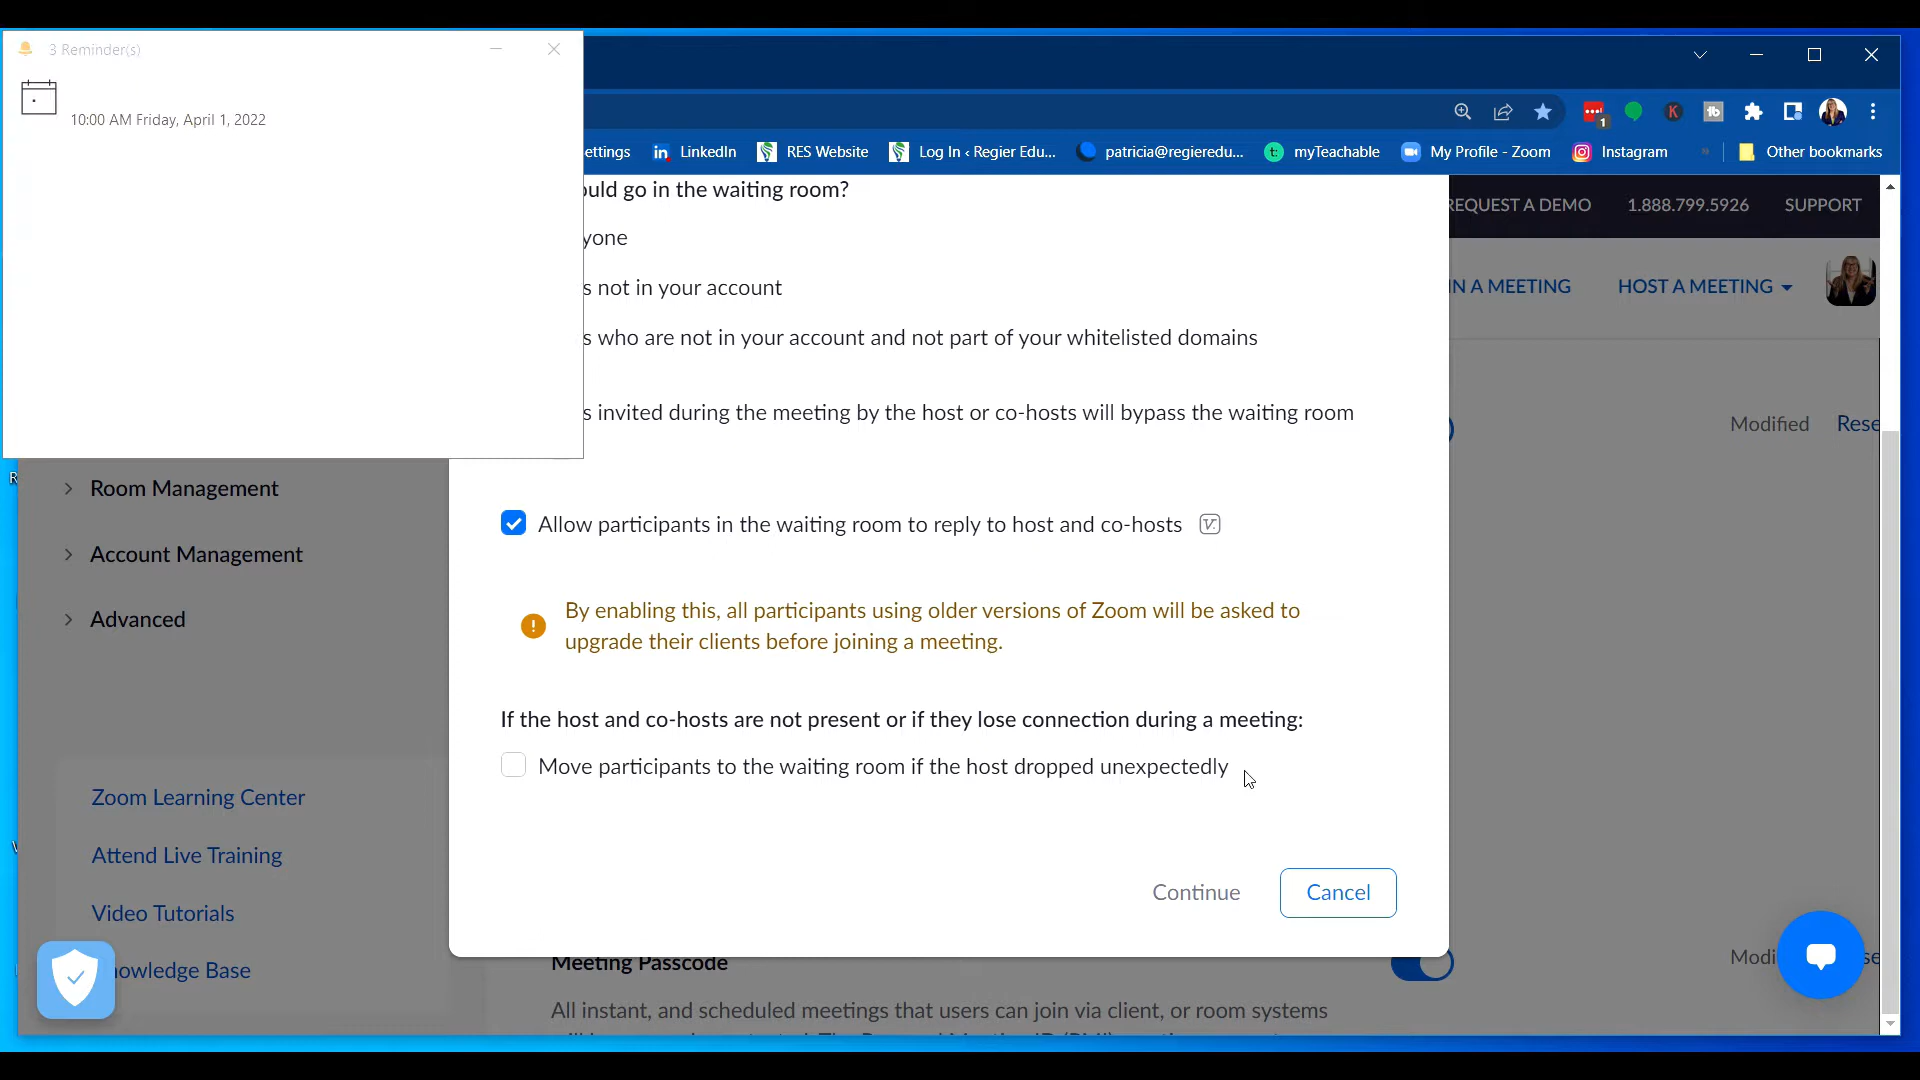 3 Reminder(s)
10:00 AM Friday, April 1, 2022
ettings
LinkedIn
RES Website
Log In ‹ Regier Edu...
patricia@regieredu...
myTeachable
My Profile - Zoom
Instagram
»
Other bookmarks
1
REQUEST A DEMO
1.888.799.5926
SUPPORT
IN A MEETING
HOST A MEETING
ould go in the waiting room?
yone
s not in your account
s who are not in your account and not part of your whitelisted domains
s invited during the meeting by the host or co-hosts will bypass the waiting room
Modified
Rese
Room Management
Account Management
Advanced
Allow participants in the waiting room to reply to host and co-hosts
By enabling this, all participants using older versions of Zoom will be asked to
upgrade their clients before joining a meeting.
If the host and co-hosts are not present or if they lose connection during a meeting:
Move participants to the waiting room if the host dropped unexpectedly
Continue
Cancel
Zoom Learning Center
Attend Live Training
Video Tutorials
nowledge Base
Meeting Passcode
Modi
se
All instant, and scheduled meetings that users can join via client, or room systems